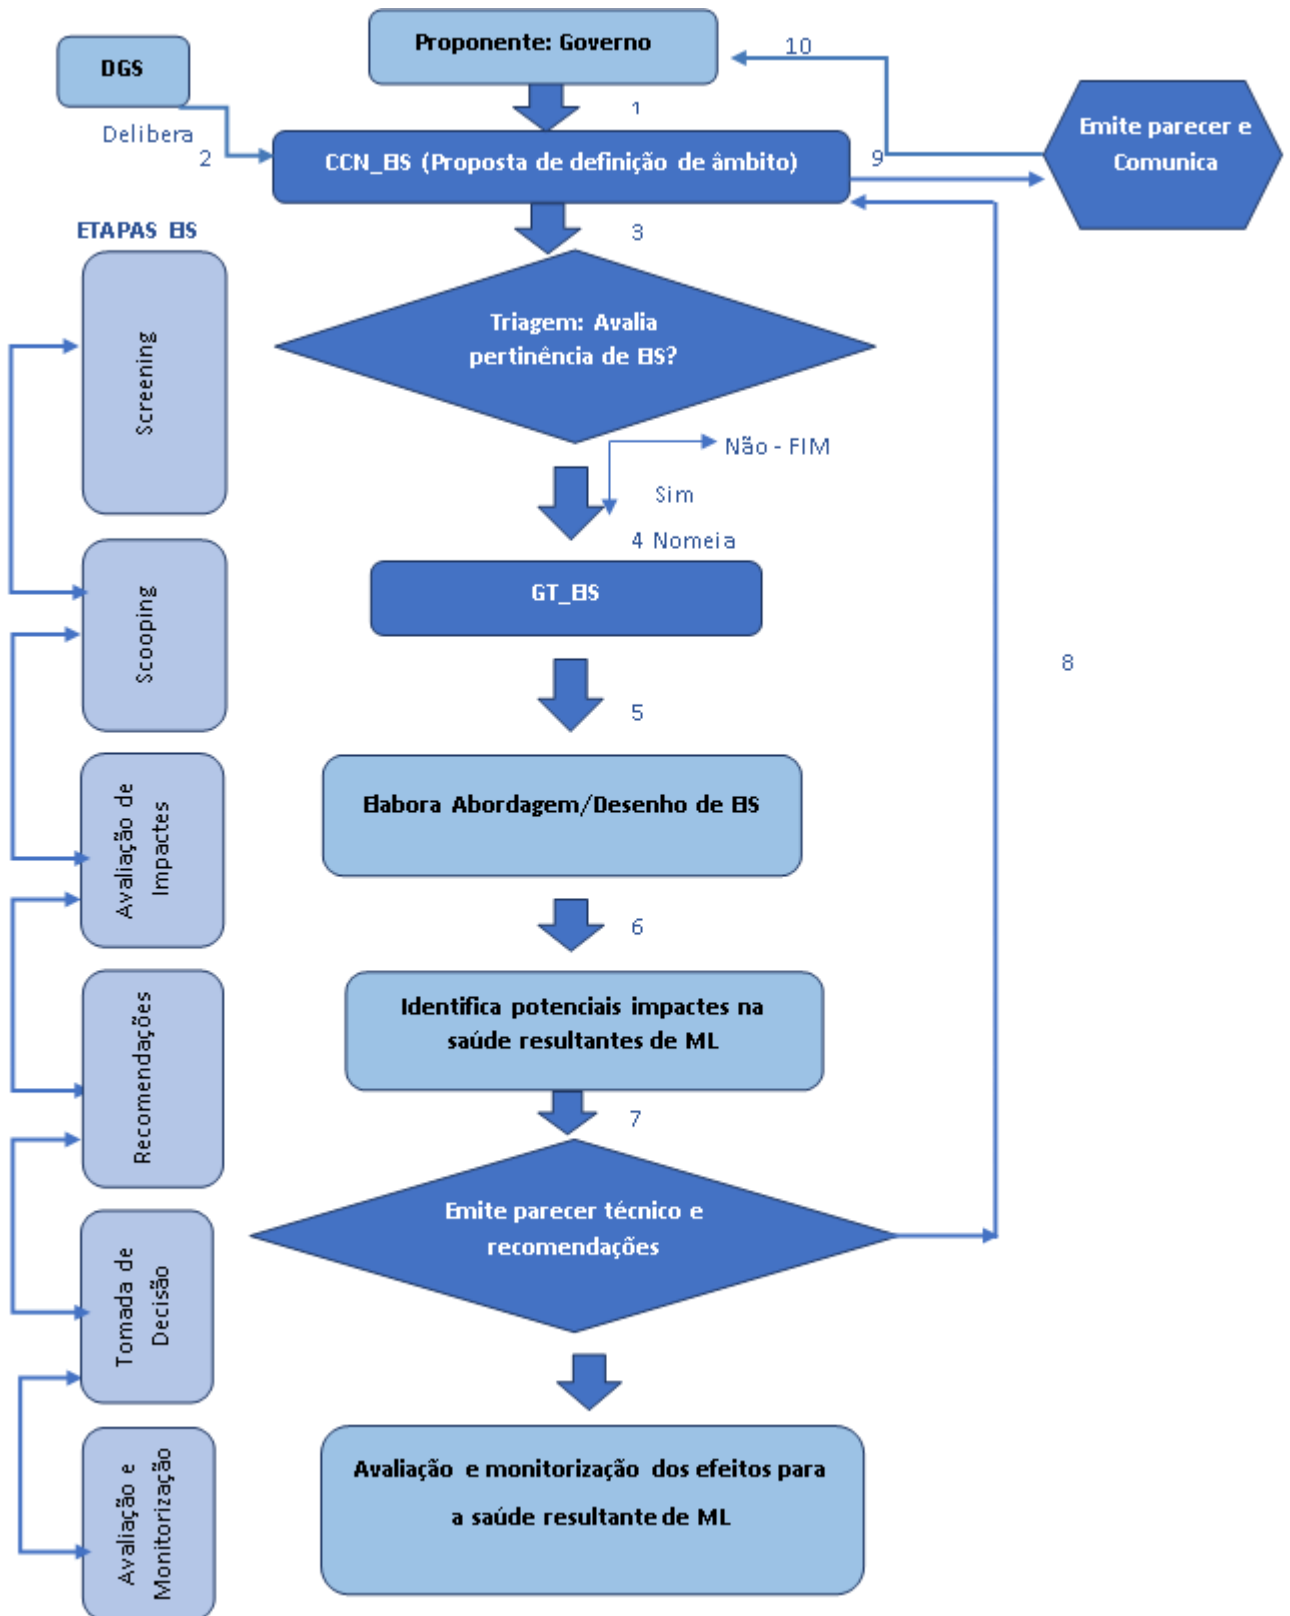 Proponente: Governo
10
DGS
1
Delibera
2
CCN_EIS (Proposta de definição de âmbito)
9
Emite parecer e
Comunica
ETAPAS EIS
3
Screening
Triagem: Avalia
pertinência de EIS?
Não - FIM
Sim
4 Nomeia
Scooping
GT_EIS
8
5
Avaliação de
Impactes
Elabora Abordagem/Desenho de EIS
6
Recomendações
Identifica potenciais impactes na
saúde resultantes de ML
7
Tomada de
Decisão
Emite parecer técnico e
recomendações
Avaliação e
Monitorização
Avaliação e monitorização dos efeitos para
a saúde resultante de ML